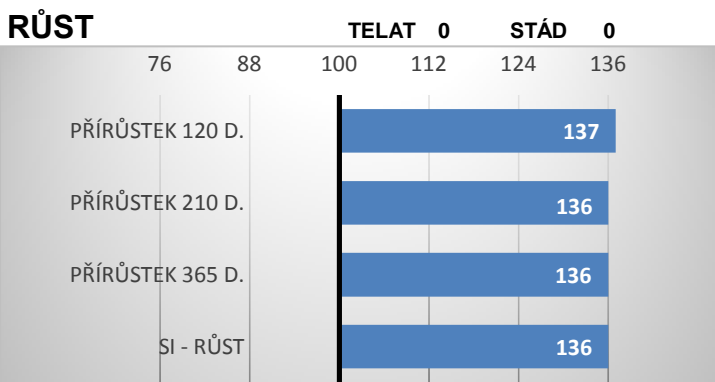 RŮST TELAT 0 STÁD 0
76 88 100 112 124 136
PŘÍRŮSTEK 120 D. 137
PŘÍRŮSTEK 210 D. 136
PŘÍRŮSTEK 365 D. 136
SI - RŮST 136